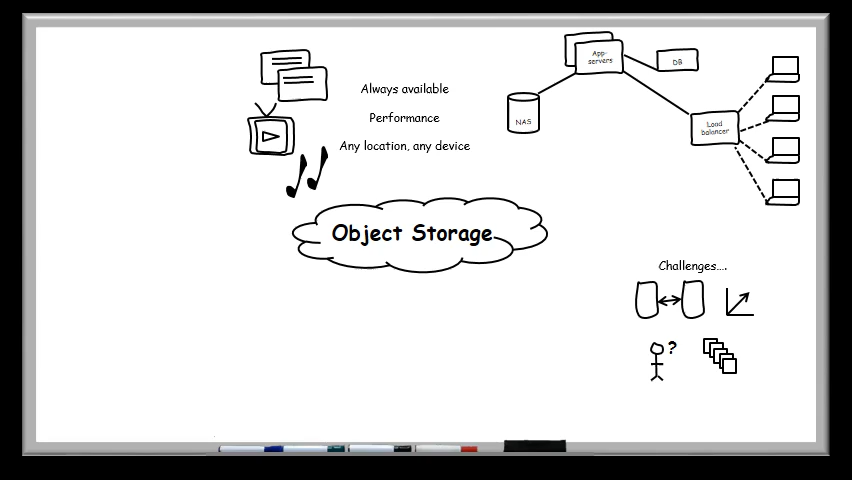 App-
servers
DB
Always available
Performance
NAS
Load
balancer
Any location, any device
Object Storage
Challenges....
?